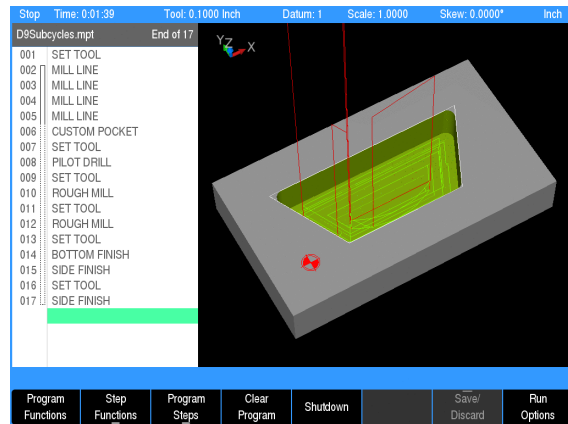 Stop Time: 0:01:39 Tool: 0.1000 Inch Datum: 1 Scale: 1.0000 Skew: 0.0000° Inch
D9Subcycles.mpt End of 17
001 SET TOOL
002 MILL LINE
003 MILL LINE
004 MILL LINE
005 MILL LINE
006 CUSTOM POCKET
007 SET TOOL
008 PILOT DRILL
009 SET TOOL
010 ROUGH MILL
011 SET TOOL
012 ROUGH MILL
013 SET TOOL
014 BOTTOM FINISH
015 SIDE FINISH
016 SET TOOL
017 SIDE FINISH
Y Z X
Program Functions
Step Functions
Program Steps
Clear Program
Shutdown
Save/ Discard
Run Options